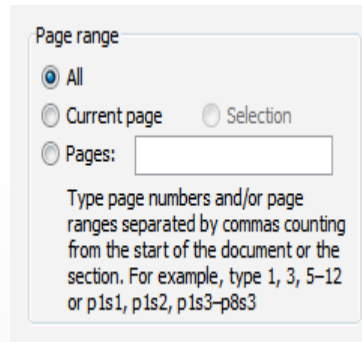 Page range
All
Current page Selection
Pages:
Type page numbers and/or page
ranges separated by commas counting
from the start of the document or the
section. For example, type 1, 3, 5–12
or p1s1, p1s2, p1s3–p8s3